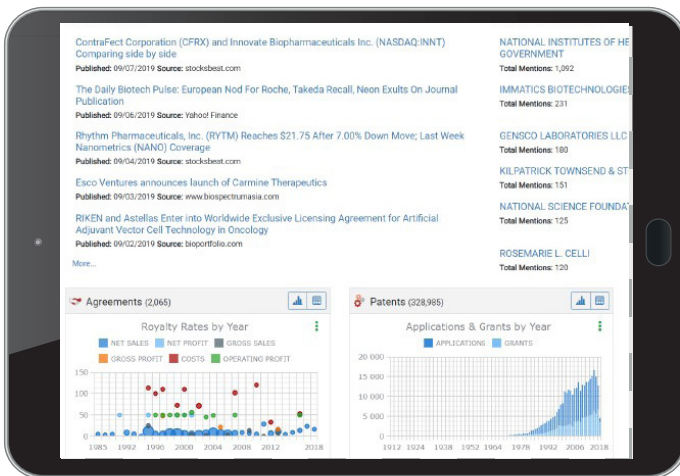 ContraFect Corporation (CFRX) and Innovate Biopharmaceuticals Inc. (NASDAQ:INNT)
Comparing side by side
Published: 09/07/2019 Source: stocksbeat.com
The Daily Biotech Pulse: European Nod For Roche, Takeda Recall, Neon Exults On Journal
Publication
Published: 09/06/2019 Source: Yahoo! Finance
Rhythm Pharmaceuticals, Inc. (RYTM) Reaches $21.75 After 7.00% Down Move; Last Week
Nanometrics (NANO) Coverage
Published: 09/04/2019 Source: stocksbeat.com
Esco Ventures announces launch of Carmine Therapeutics
Published: 09/03/2019 Source: www.biospectrumasia.com
RIKEN and Astellas Enter into Worldwide Exclusive Licensing Agreement for Artificial
Adjuvant Vector Cell Technology in Oncology
Published: 09/02/2019 Source: bioportfolio.com
More...
NATIONAL INSTITUTES OF HE
GOVERNMENT
Total Mentions: 1,092
IMMATICS BIOTECHNOLOGIES
Total Mentions: 231
GENSCO LABORATORIES LLC
Total Mentions: 180
KILPATRICK TOWNSEND & ST
Total Mentions: 151
NATIONAL SCIENCE FOUNDAT
Total Mentions: 125
ROSEMARIE L. CELLI
Total Mentions: 120
Agreements (2,065)
Royalty Rates by Year
NET SALES NET PROFIT GROSS SALES
GROSS PROFIT COSTS OPERATING PROFIT
150
100
50
0
1985 1992 1996 2000 2004 2008 2012 2018
Patents (328,985)
Applications & Grants by Year
APPLICATIONS GRANTS
20 000
15 000
10 000
5 000
0
1912 1924 1938 1952 1964 1978 1992 2006 2018